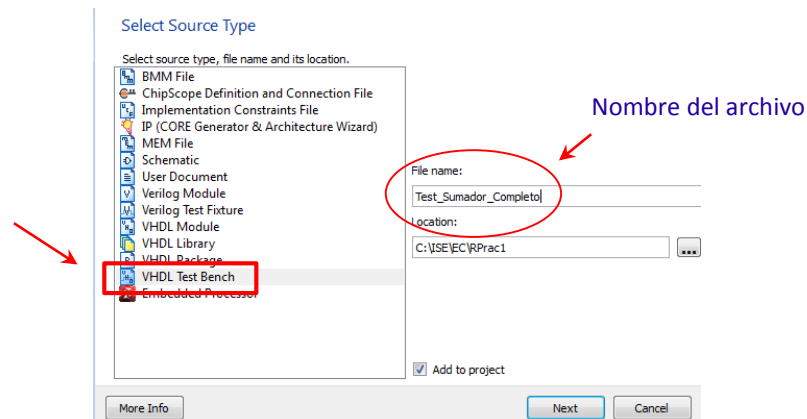 Select Source Type
Select source type, file name and its location.
BMM File
ChipScope Definition and Connection File
Implementation Constraints File
IP (CORE Generator & Architecture Wizard)
MEM File
Schematic
User Document
Verilog Module
Verilog Test Fixture
VHDL Module
VHDL Library
VHDL Package
VHDL Test Bench
Embedded Processor
Nombre del archivo
File name:
Test_Sumador_Completo
Location:
C:\ISE\EC\RPrac1
...
Add to project
More Info
Next
Cancel